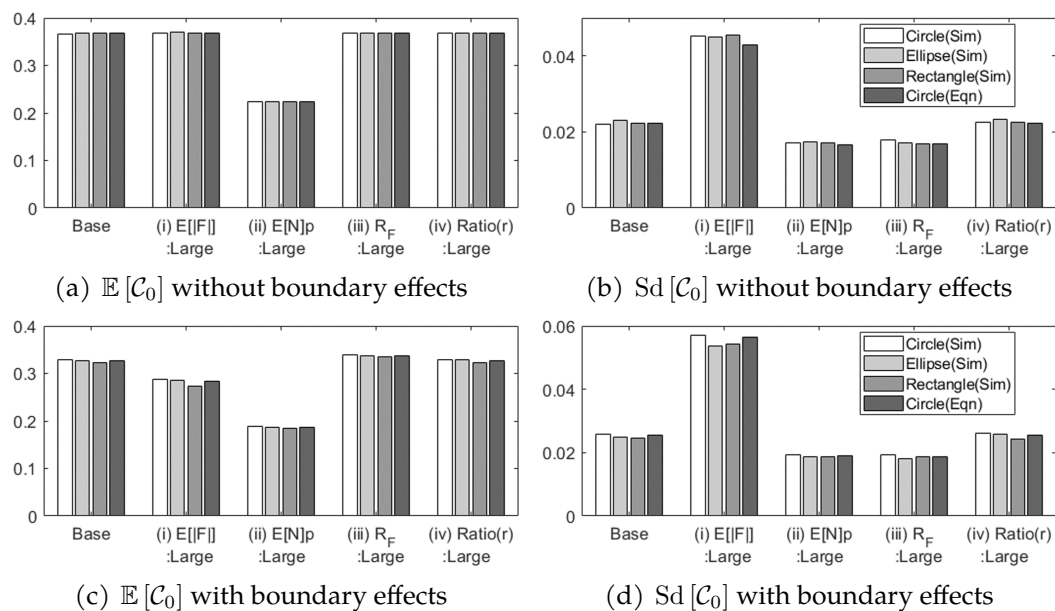 0.4
0.3
0.2
0.1
0
Base
(i) E[|F|]
:Large
(ii) E[N]p
:Large
(iii) R_F
:Large
(iv) Ratio(r)
:Large
(a) 𝔼 [𝒞₀] without boundary effects
0.04
0.02
0
Circle(Sim)
Ellipse(Sim)
Rectangle(Sim)
Circle(Eqn)
Base
(i) E[|F|]
:Large
(ii) E[N]p
:Large
(iii) R_F
:Large
(iv) Ratio(r)
:Large
(b) Sd [𝒞₀] without boundary effects
0.4
0.3
0.2
0.1
0
Base
(i) E[|F|]
:Large
(ii) E[N]p
:Large
(iii) R_F
:Large
(iv) Ratio(r)
:Large
(c) 𝔼 [𝒞₀] with boundary effects
0.06
0.04
0.02
0
Circle(Sim)
Ellipse(Sim)
Rectangle(Sim)
Circle(Eqn)
Base
(i) E[|F|]
:Large
(ii) E[N]p
:Large
(iii) R_F
:Large
(iv) Ratio(r)
:Large
(d) Sd [𝒞₀] with boundary effects